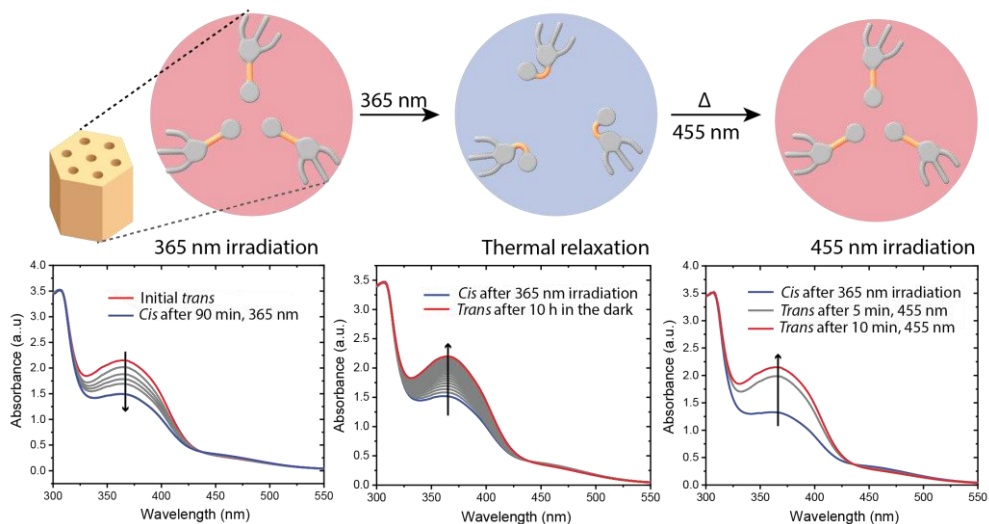 365 nm
Δ
455 nm
365 nm irradiation
Absorbance (a..u)
4.0
3.5
3.0
2.5
2.0
1.5
1.0
0.5
0.0
Initial trans
Cis after 90 min, 365 nm
300 350 400 450 500 550
Wavelength (nm)
Thermal relaxation
Absorbance (a.u.)
4.0
3.5
3.0
2.5
2.0
1.5
1.0
0.5
0.0
Cis after 365 nm irradiation
Trans after 10 h in the dark
300 350 400 450 500 550
Wavelength (nm)
455 nm irradiation
Absorbance (a.u.)
4.0
3.5
3.0
2.5
2.0
1.5
1.0
0.5
0.0
Cis after 365 nm irradiation
Trans after 5 min, 455 nm
Trans after 10 min, 455 nm
300 350 400 450 500 550
Wavelength (nm)